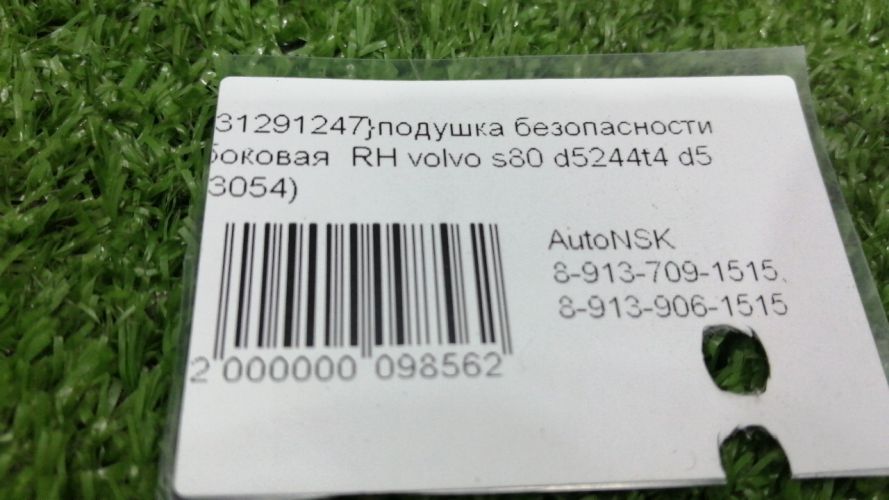 31291247}подушка безопасности
боковая RH volvo s80 d5244t4 d5
3054)
AutoNSK
8-913-709-1515,
8-913-906-1515
2 000000 098562